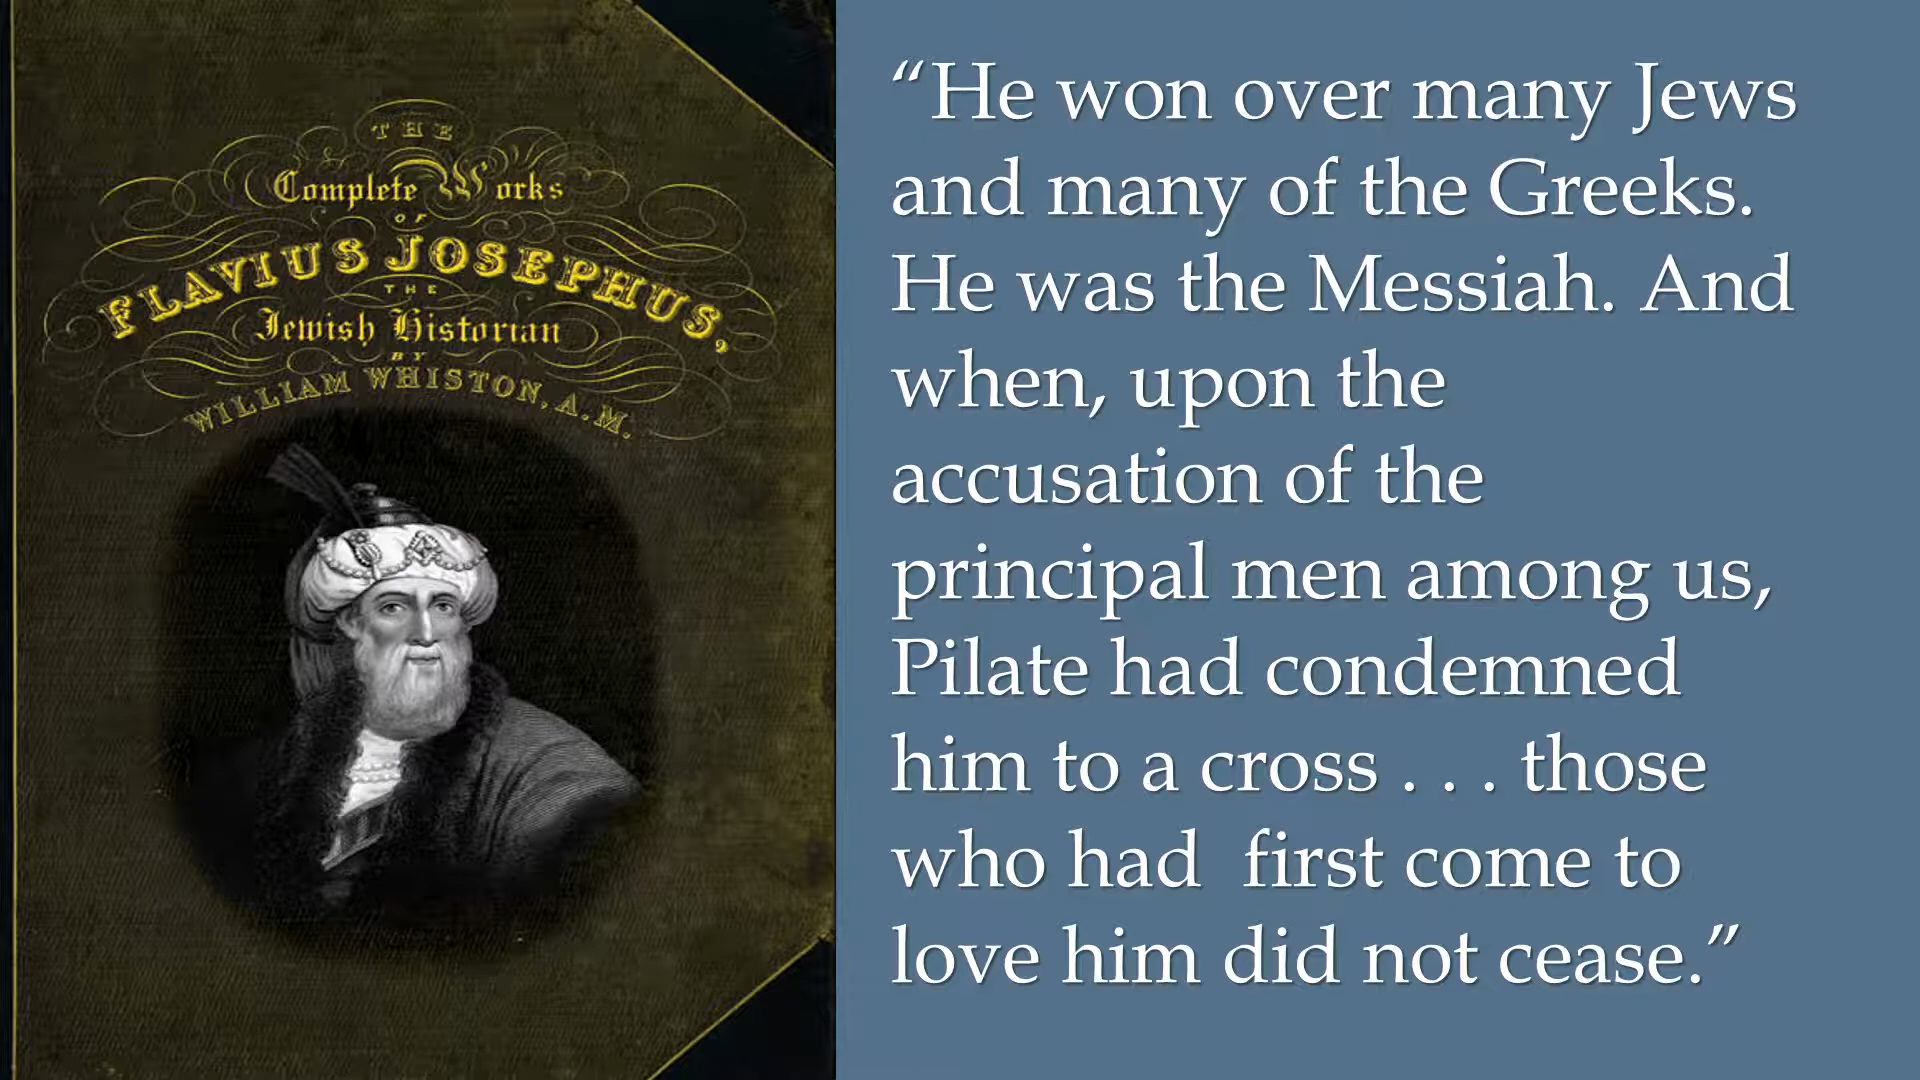 THE
Complete Works
OF
FLAVIUS JOSEPHUS,
THE
Jewish Historian
BY
WILLIAM WHISTON, A.M.
“He won over many Jews
and many of the Greeks.
He was the Messiah. And
when, upon the
accusation of the
principal men among us,
Pilate had condemned
him to a cross . . . those
who had  first come to
love him did not cease.”